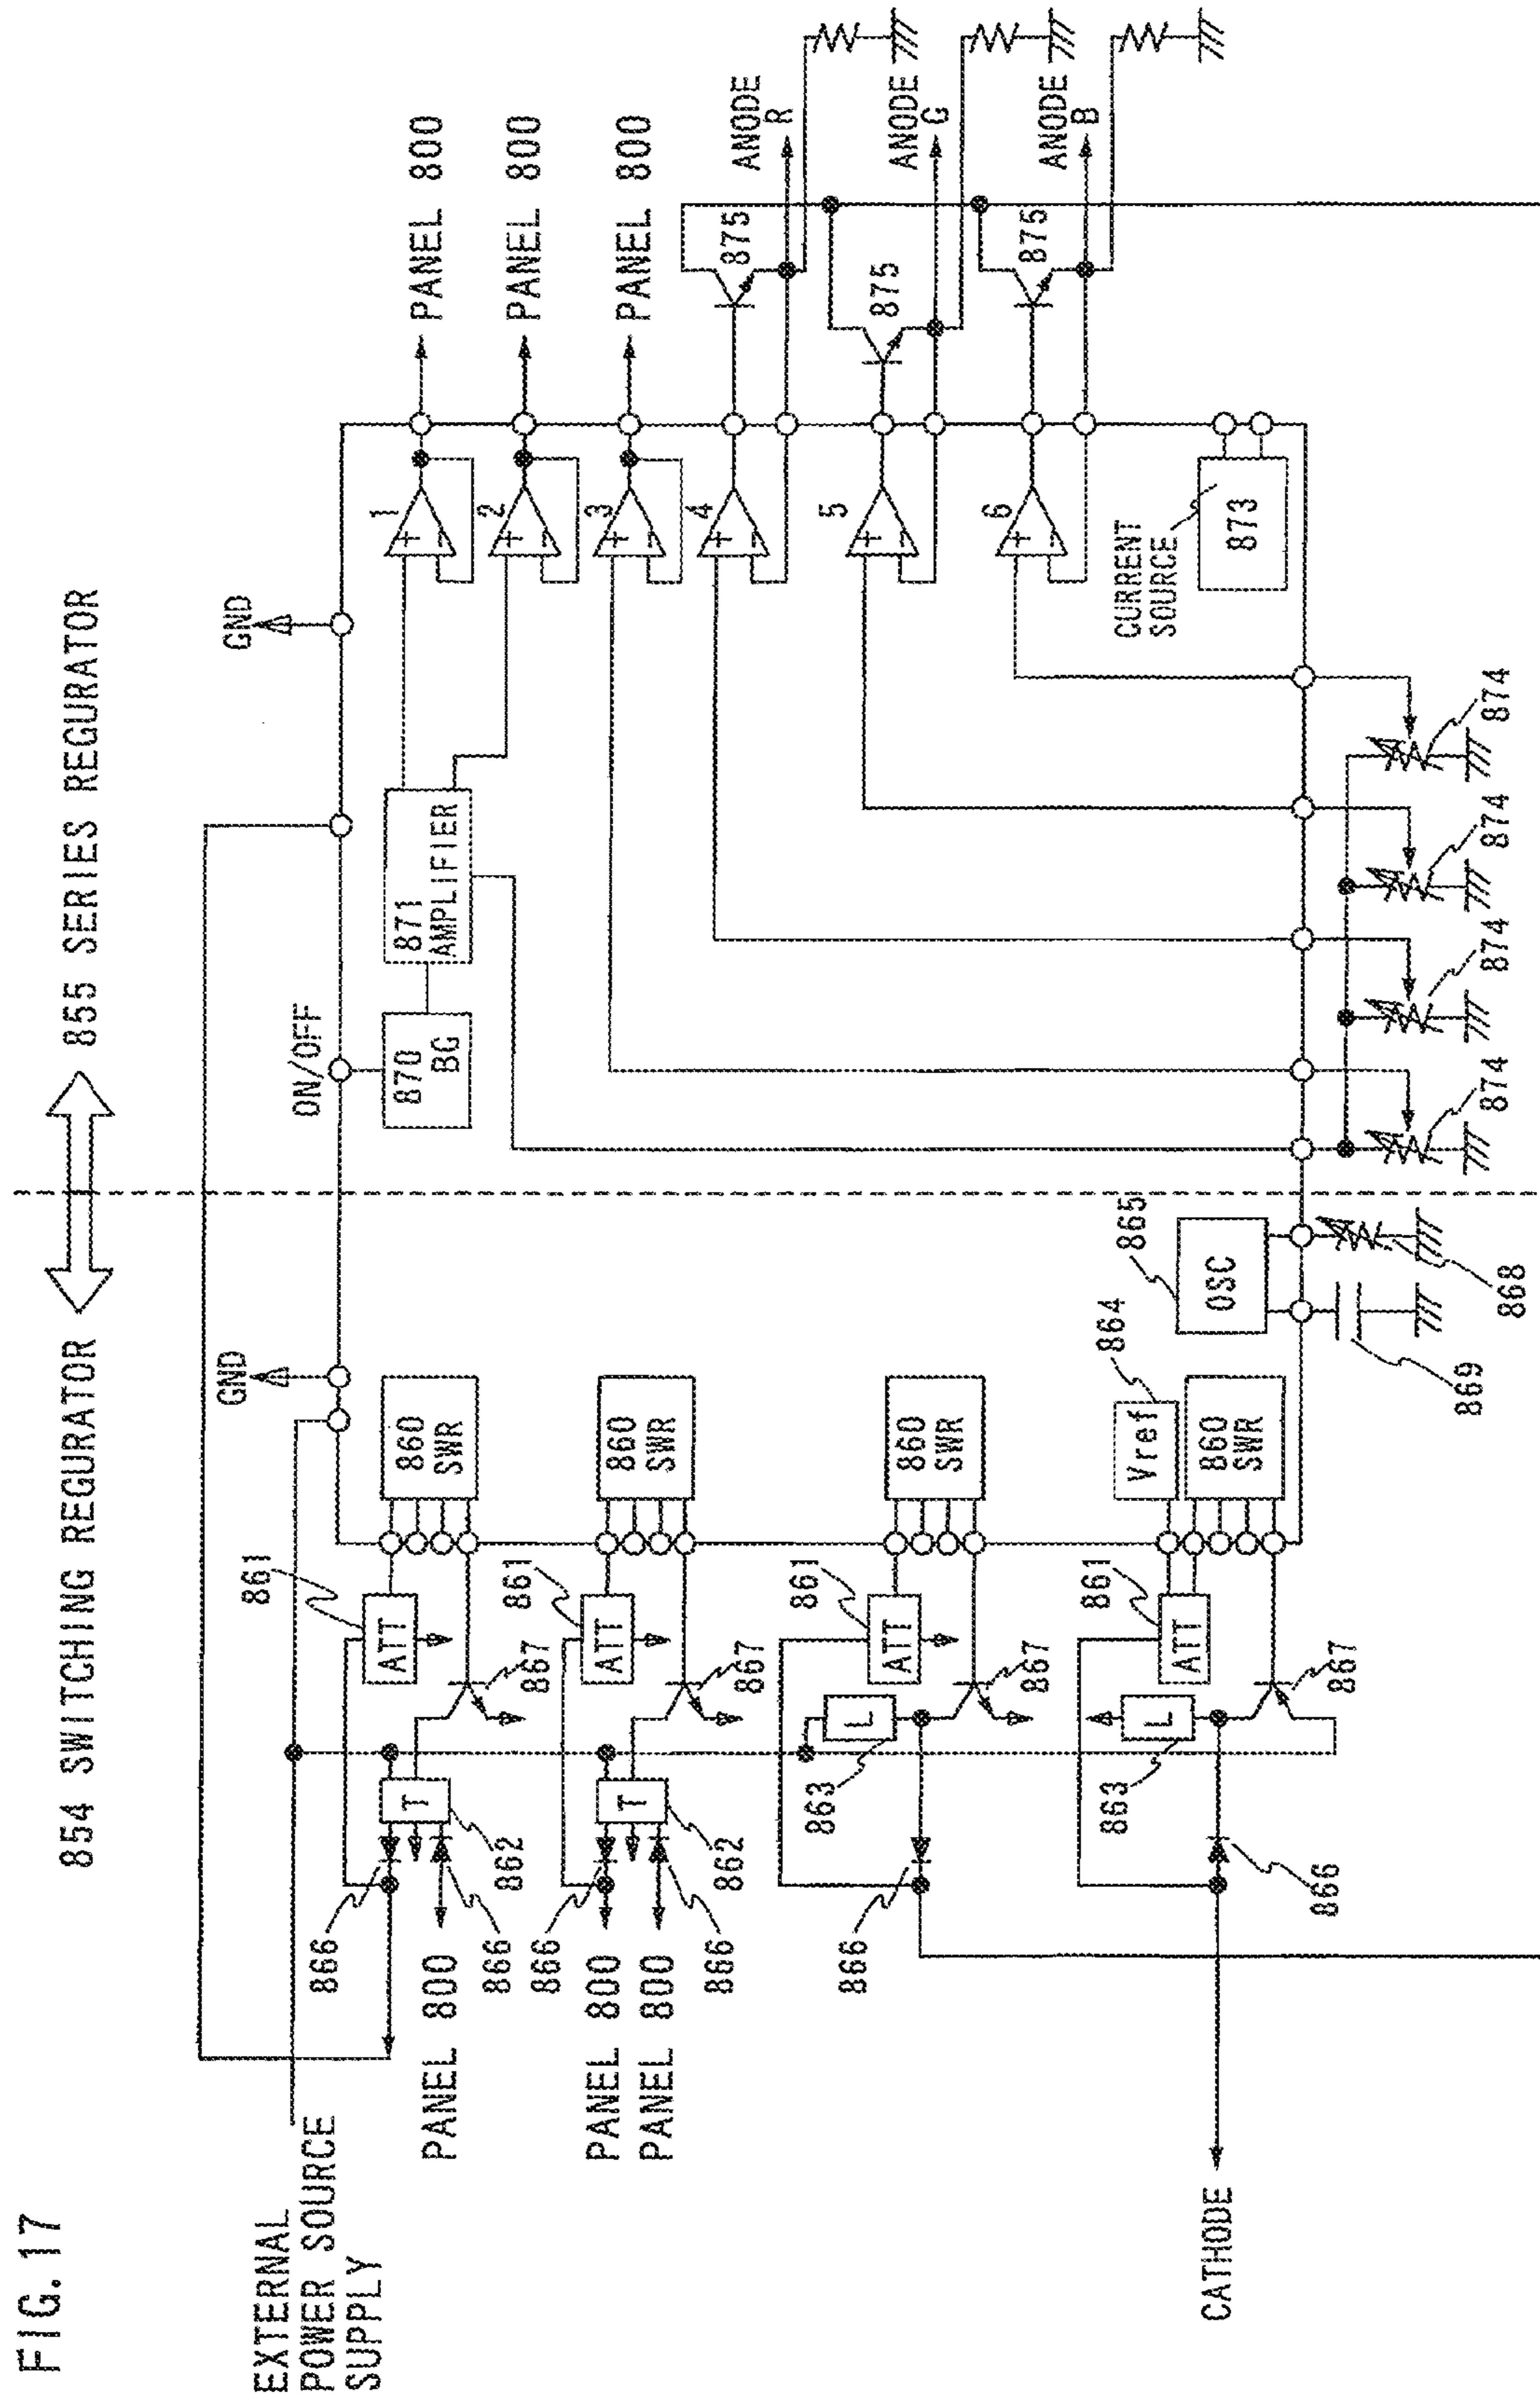 FIG. 17
854 SWITCHING REGURATOR
855 SERIES REGURATOR
EXTERNAL
POWER SOURCE
SUPPLY
GND
ON/OFF
GND
866
PANEL 800
866
862
T
861
ATT
867
860
SWR
866
PANEL 800
PANEL 800
866
862
T
861
ATT
867
860
SWR
866
863
L
861
ATT
867
860
SWR
CATHODE
866
863
L
861
ATT
867
864
Vref
860
SWR
865
OSC
869
868
870
BG
871
AMPLIFIER
874
874
874
874
1
2
3
4
5
6
CURRENT
SOURCE
873
PANEL 800
PANEL 800
PANEL 800
875
ANODE
R
875
ANODE
G
875
ANODE
B